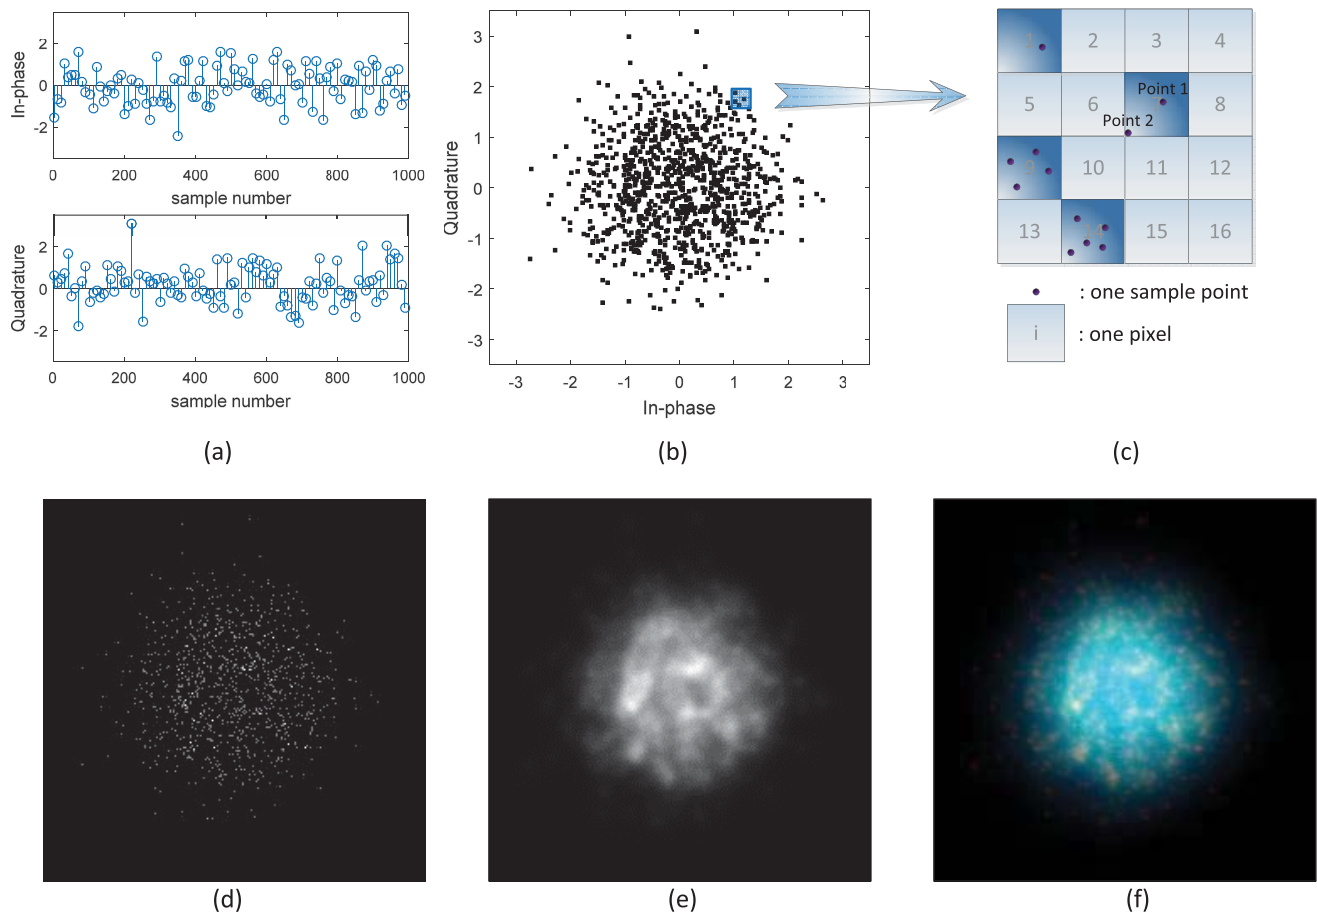 2
0
-2
In-phase
0
200
400
600
800
1000
sample number
2
0
-2
Quadrature
0
200
400
600
800
1000
sample number
(a)
3
2
1
0
-1
-2
-3
Quadrature
-3
-2
-1
0
1
2
3
In-phase
(b)
1
2
3
4
5
6
Point 1
8
Point 2
9
10
11
12
13
14
15
16
: one sample point
i
: one pixel
(c)
(d)
(e)
(f)